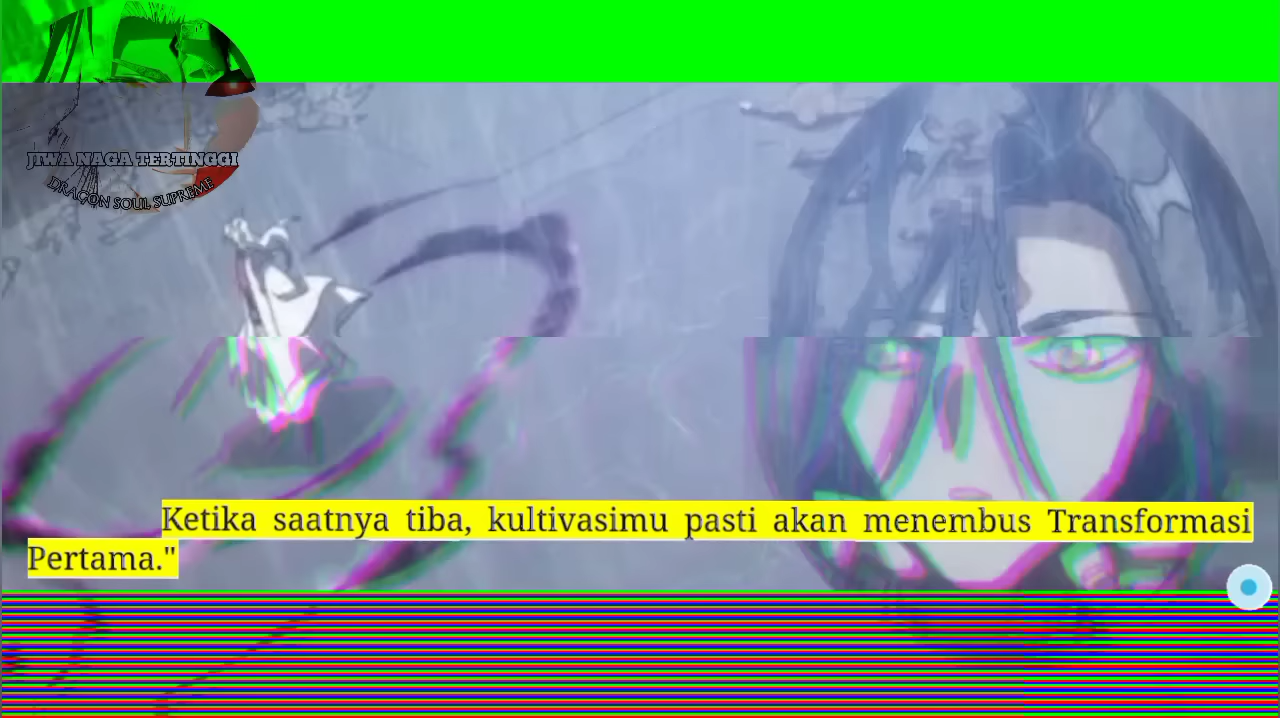 JIWA NAGA TERTINGGI
DRAGON SOUL SUPREME
Ketika saatnya tiba, kultivasimu pasti akan menembus Transformasi
Pertama."